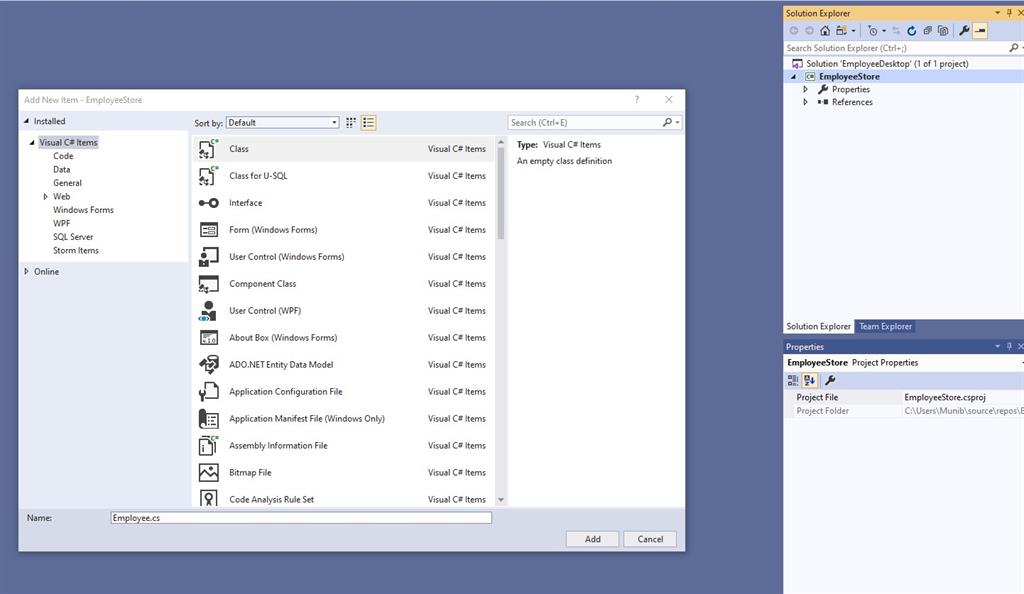 Add New Item - EmployeeStore
?
Installed
Visual C# Items
Code
Data
General
Web
Windows Forms
WPF
SQL Server
Storm Items
Online
Sort by: Default
Class Visual C# Items
Class for U-SQL Visual C# Items
Interface Visual C# Items
Form (Windows Forms) Visual C# Items
User Control (Windows Forms) Visual C# Items
Component Class Visual C# Items
User Control (WPF) Visual C# Items
About Box (Windows Forms) Visual C# Items
ADO.NET Entity Data Model Visual C# Items
Application Configuration File Visual C# Items
Application Manifest File (Windows Only) Visual C# Items
Assembly Information File Visual C# Items
Bitmap File Visual C# Items
Code Analysis Rule Set Visual C# Items
Search (Ctrl+E)
Type: Visual C# Items
An empty class definition
Name: Employee.cs
Add Cancel
Solution Explorer
Search Solution Explorer (Ctrl+;)
Solution 'EmployeeDesktop' (1 of 1 project)
C# EmployeeStore
Properties
References
Solution Explorer Team Explorer
Properties
EmployeeStore Project Properties
Project File EmployeeStore.csproj
Project Folder C:\Users\Munib\source\repos\E